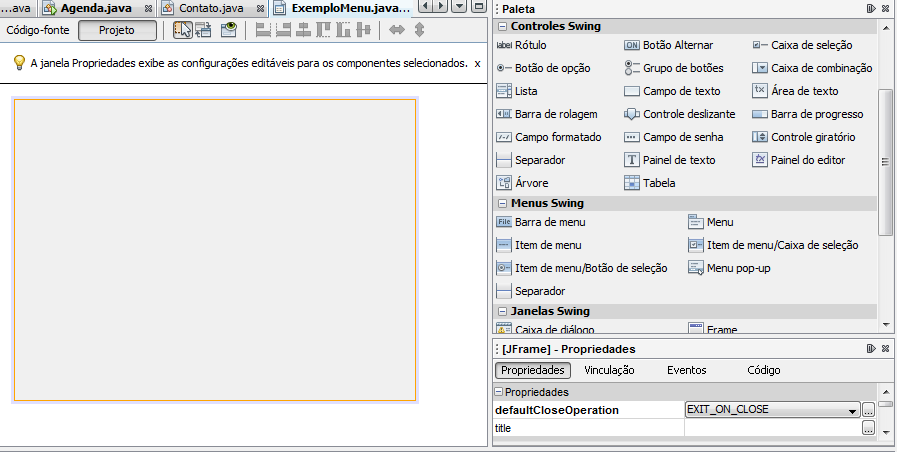 ...ava
Agenda.java
Contato.java
ExemploMenu.java...
Código-fonte
Projeto
A janela Propriedades exibe as configurações editáveis para os componentes selecionados. x
Paleta
Controles Swing
label Rótulo
ON Botão Alternar
Caixa de seleção
Botão de opção
Grupo de botões
Caixa de combinação
Lista
Campo de texto
Área de texto
Barra de rolagem
Controle deslizante
Barra de progresso
Campo formatado
Campo de senha
Controle giratório
Separador
Painel de texto
Painel do editor
Árvore
Tabela
Menus Swing
File Barra de menu
Menu
Item de menu
Item de menu/Caixa de seleção
Item de menu/Botão de seleção
Menu pop-up
Separador
Janelas Swing
Caixa de diálogo
Frame
[JFrame] - Propriedades
Propriedades
Vinculação
Eventos
Código
Propriedades
defaultCloseOperation
EXIT_ON_CLOSE
...
title
...